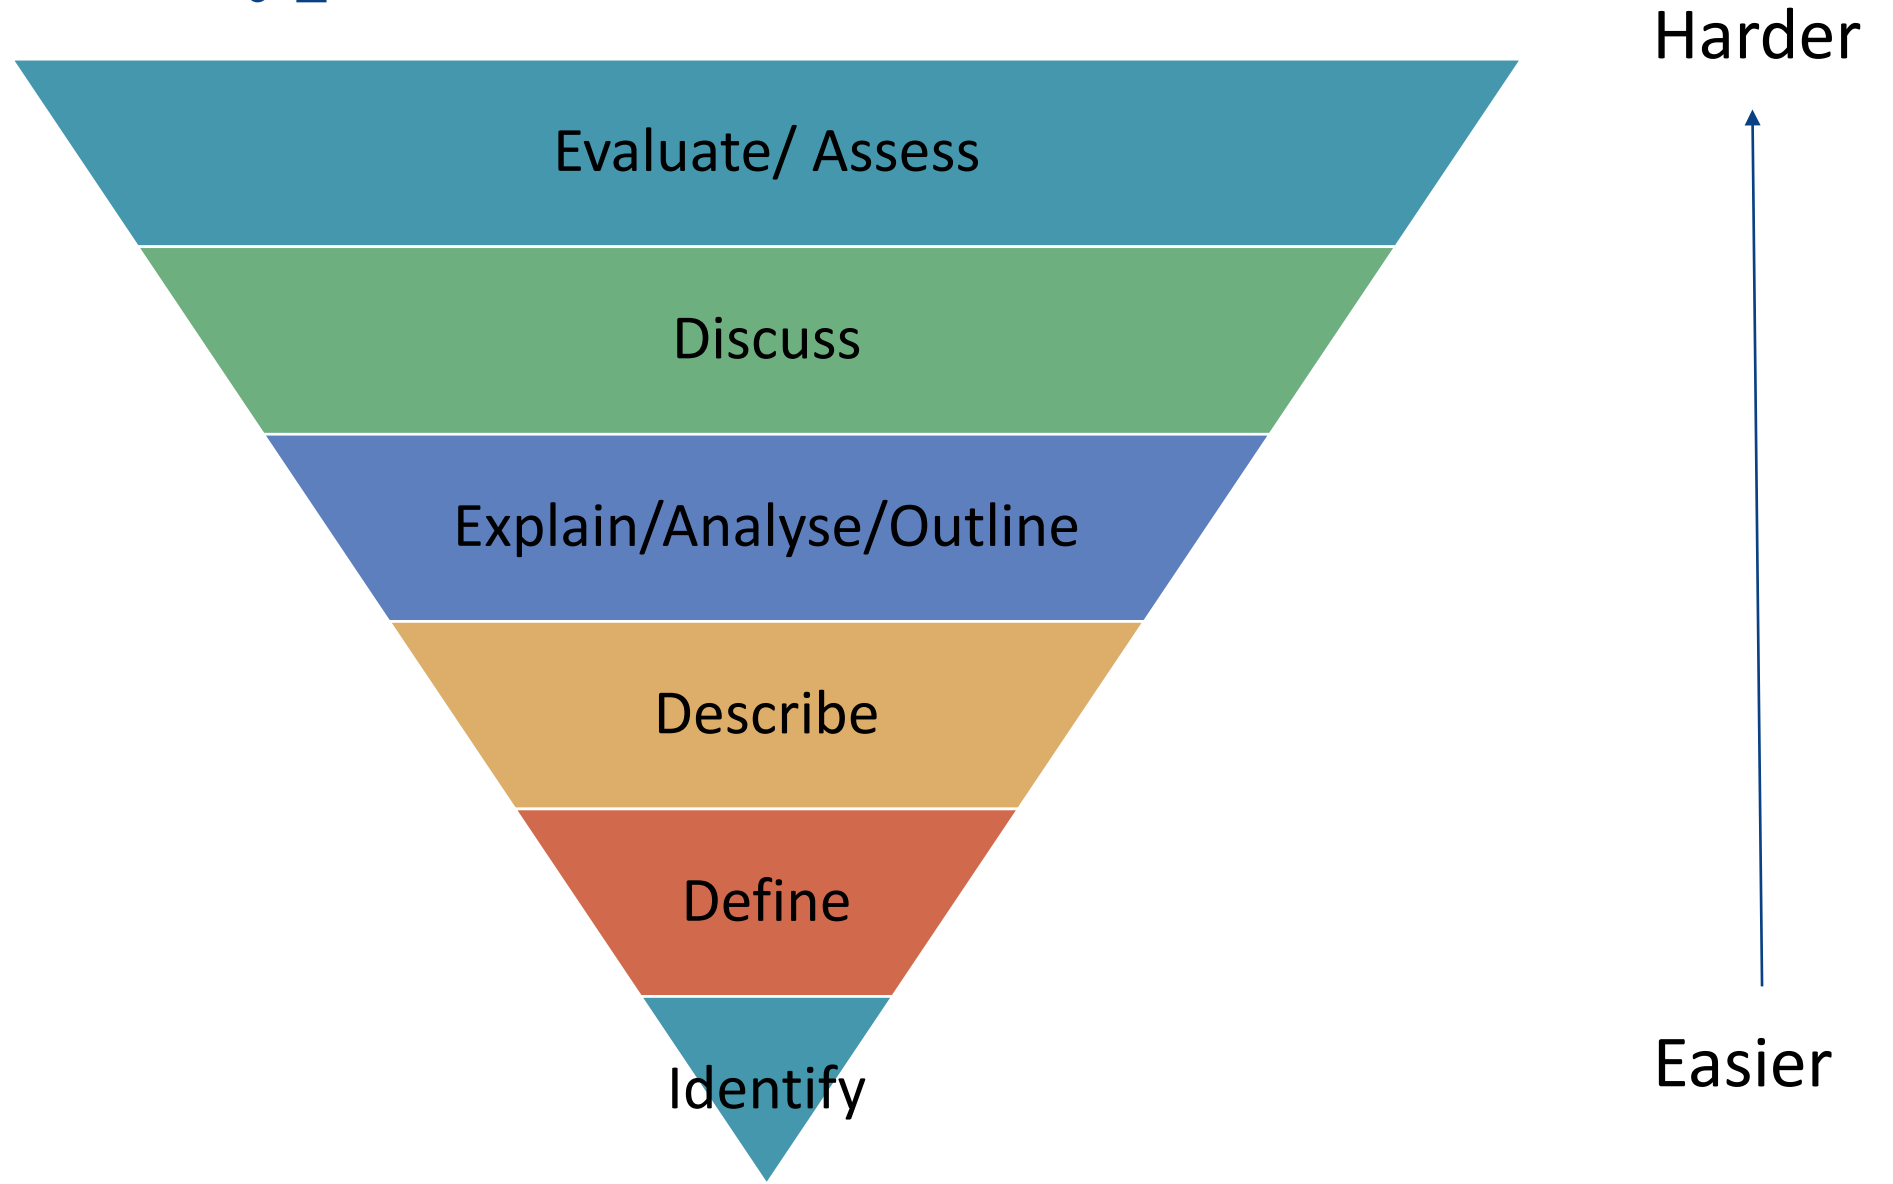 Harder
Evaluate/ Assess
Discuss
Explain/Analyse/Outline
Describe
Define
Identify
Easier